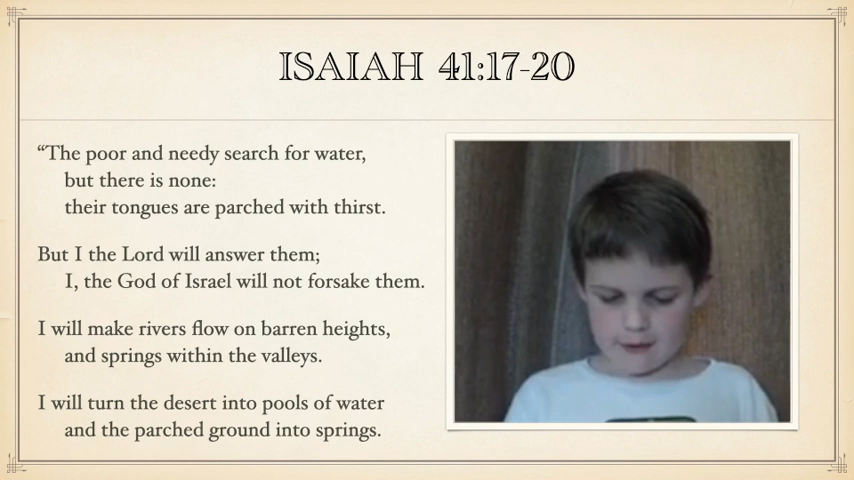 ISAIAH 41:17-20
“The poor and needy search for water,
but there is none:
their tongues are parched with thirst.
But I the Lord will answer them;
I, the God of Israel will not forsake them.
I will make rivers flow on barren heights,
and springs within the valleys.
I will turn the desert into pools of water
and the parched ground into springs.